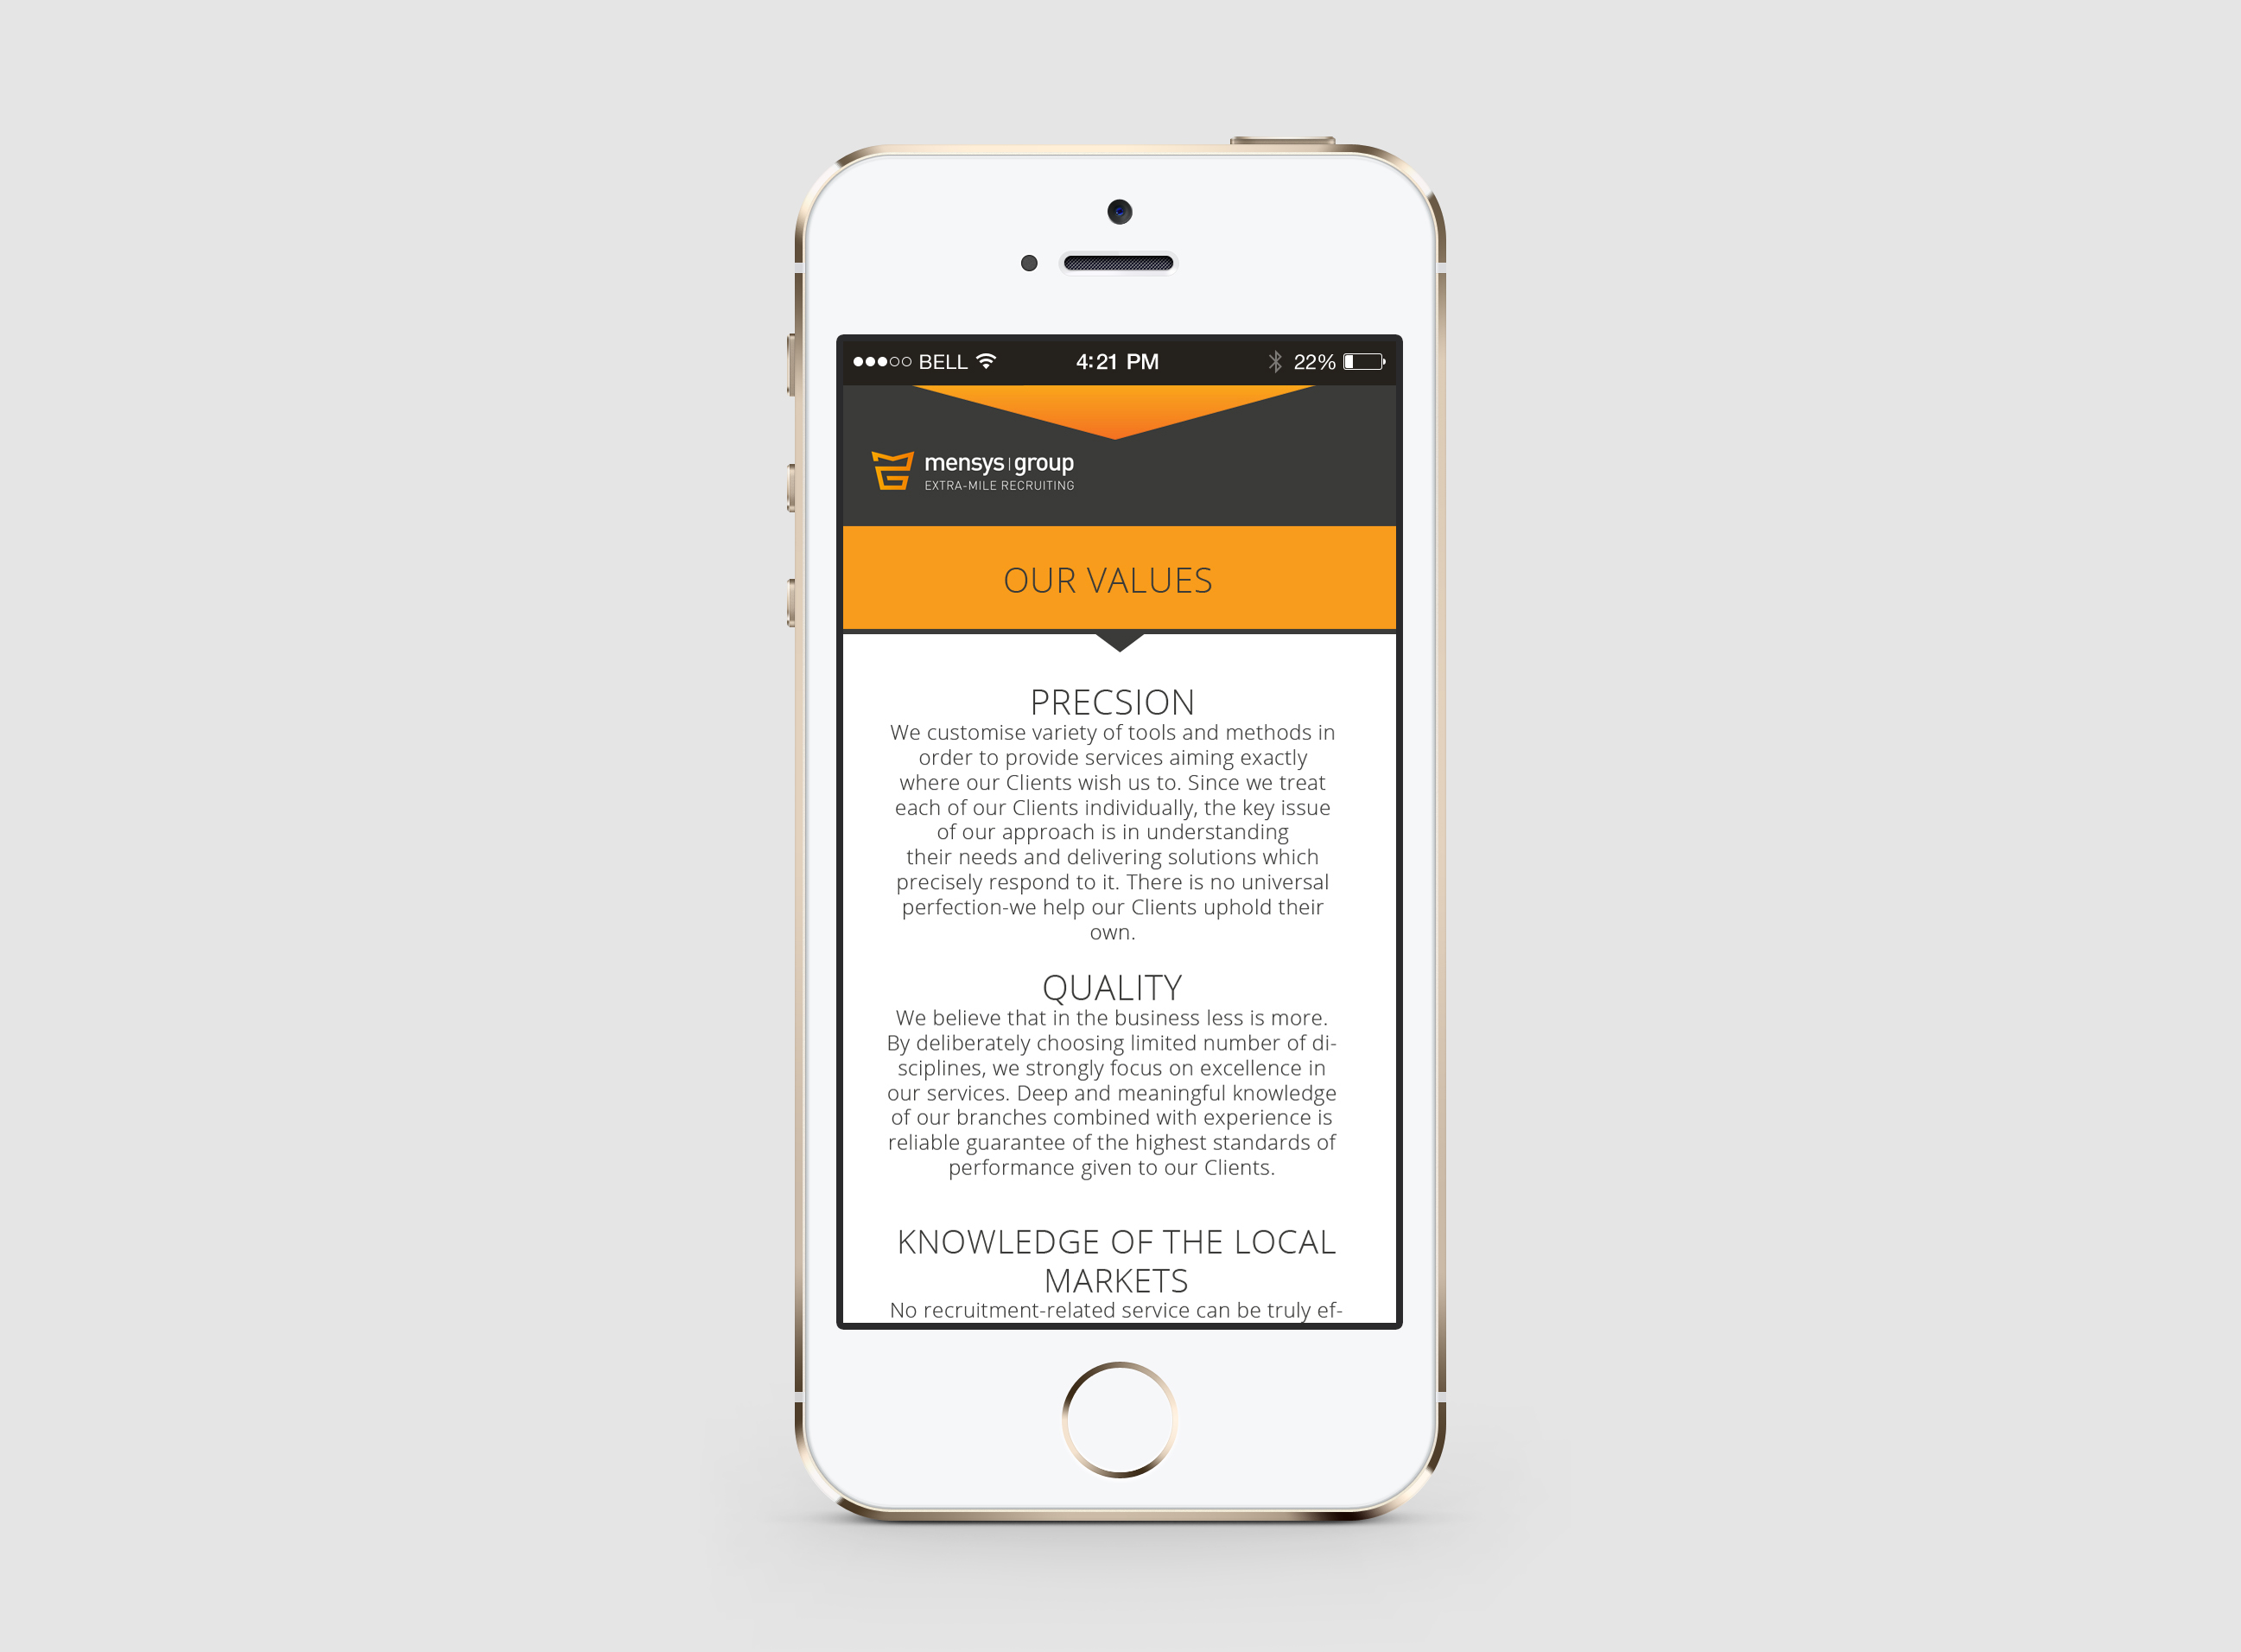 BELL 4:21 PM 22%
mensys|group
EXTRA-MILE RECRUITING
OUR VALUES
PRECSION
We customise variety of tools and methods in
order to provide services aiming exactly
where our Clients wish us to. Since we treat
each of our Clients individually, the key issue
of our approach is in understanding
their needs and delivering solutions which
precisely respond to it. There is no universal
perfection-we help our Clients uphold their
own.
QUALITY
We believe that in the business less is more.
By deliberately choosing limited number of di-
sciplines, we strongly focus on excellence in
our services. Deep and meaningful knowledge
of our branches combined with experience is
reliable guarantee of the highest standards of
performance given to our Clients.
KNOWLEDGE OF THE LOCAL
MARKETS
No recruitment-related service can be truly ef-